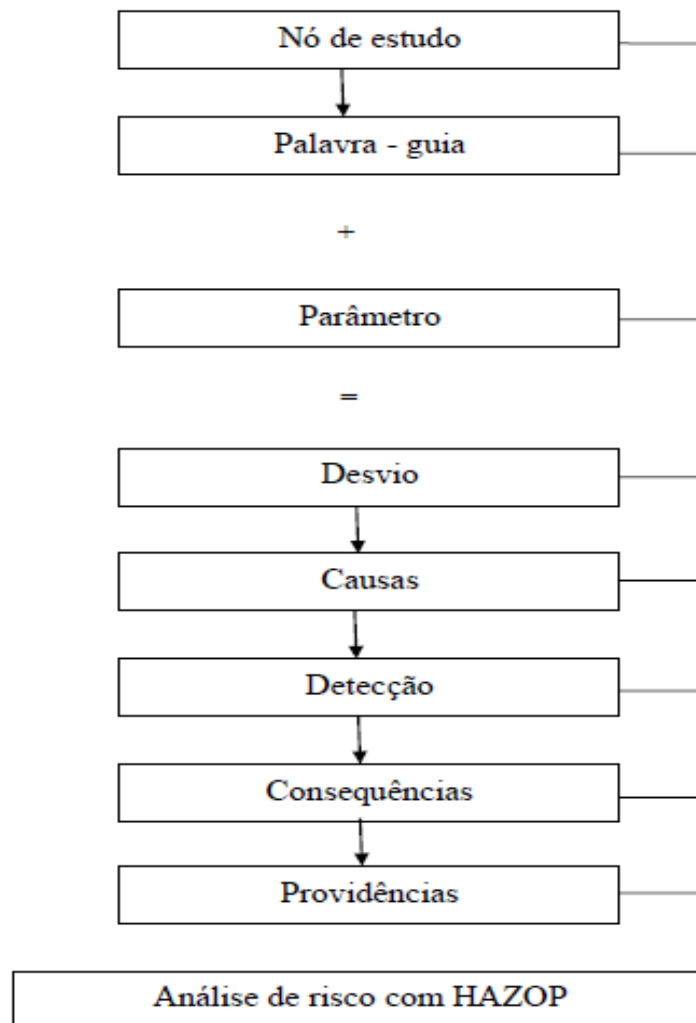 Nó de estudo
Palavra - guia
+
Parâmetro
=
Desvio
Causas
Detecção
Consequências
Providências
Análise de risco com HAZOP